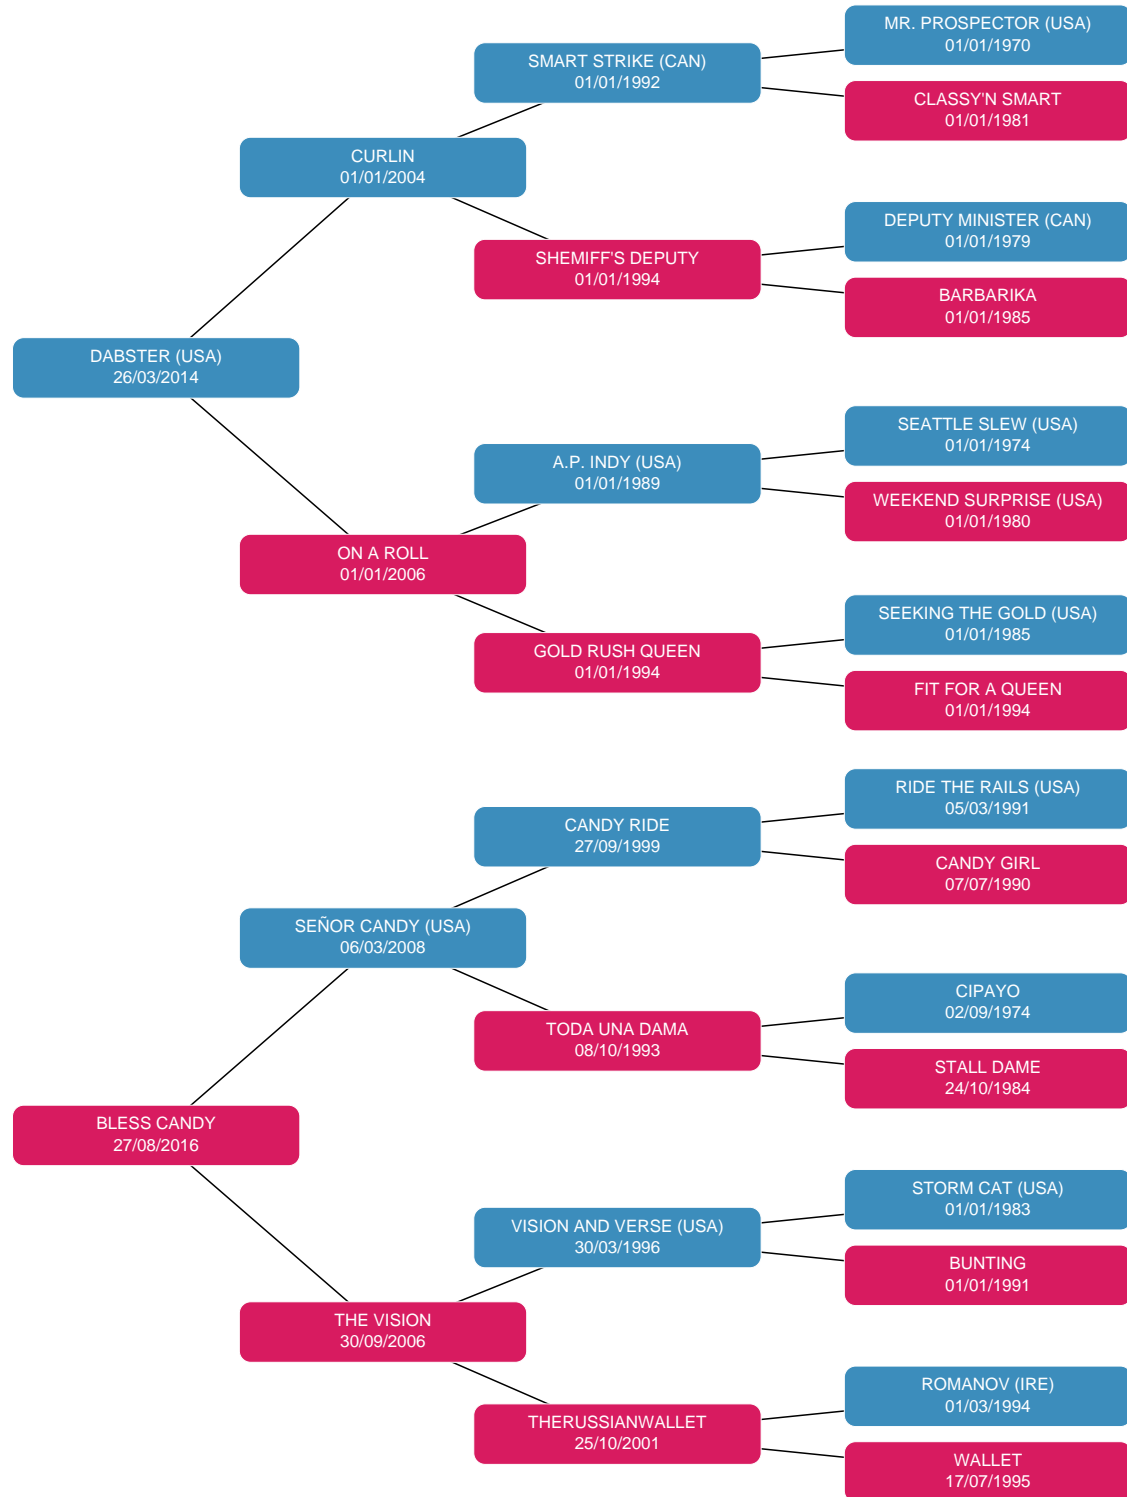 MR. PROSPECTOR (USA)
01/01/1970
SMART STRIKE (CAN)
01/01/1992
CLASSY'N SMART
01/01/1981
CURLIN
01/01/2004
DEPUTY MINISTER (CAN)
01/01/1979
SHEMIFF'S DEPUTY
01/01/1994
BARBARIKA
01/01/1985
DABSTER (USA)
26/03/2014
SEATTLE SLEW (USA)
01/01/1974
A.P. INDY (USA)
01/01/1989
WEEKEND SURPRISE (USA)
01/01/1980
ON A ROLL
01/01/2006
SEEKING THE GOLD (USA)
01/01/1985
GOLD RUSH QUEEN
01/01/1994
FIT FOR A QUEEN
01/01/1994
RIDE THE RAILS (USA)
05/03/1991
CANDY RIDE
27/09/1999
CANDY GIRL
07/07/1990
SEÑOR CANDY (USA)
06/03/2008
CIPAYO
02/09/1974
TODA UNA DAMA
08/10/1993
STALL DAME
24/10/1984
BLESS CANDY
27/08/2016
STORM CAT (USA)
01/01/1983
VISION AND VERSE (USA)
30/03/1996
BUNTING
01/01/1991
THE VISION
30/09/2006
ROMANOV (IRE)
01/03/1994
THERUSSIANWALLET
25/10/2001
WALLET
17/07/1995